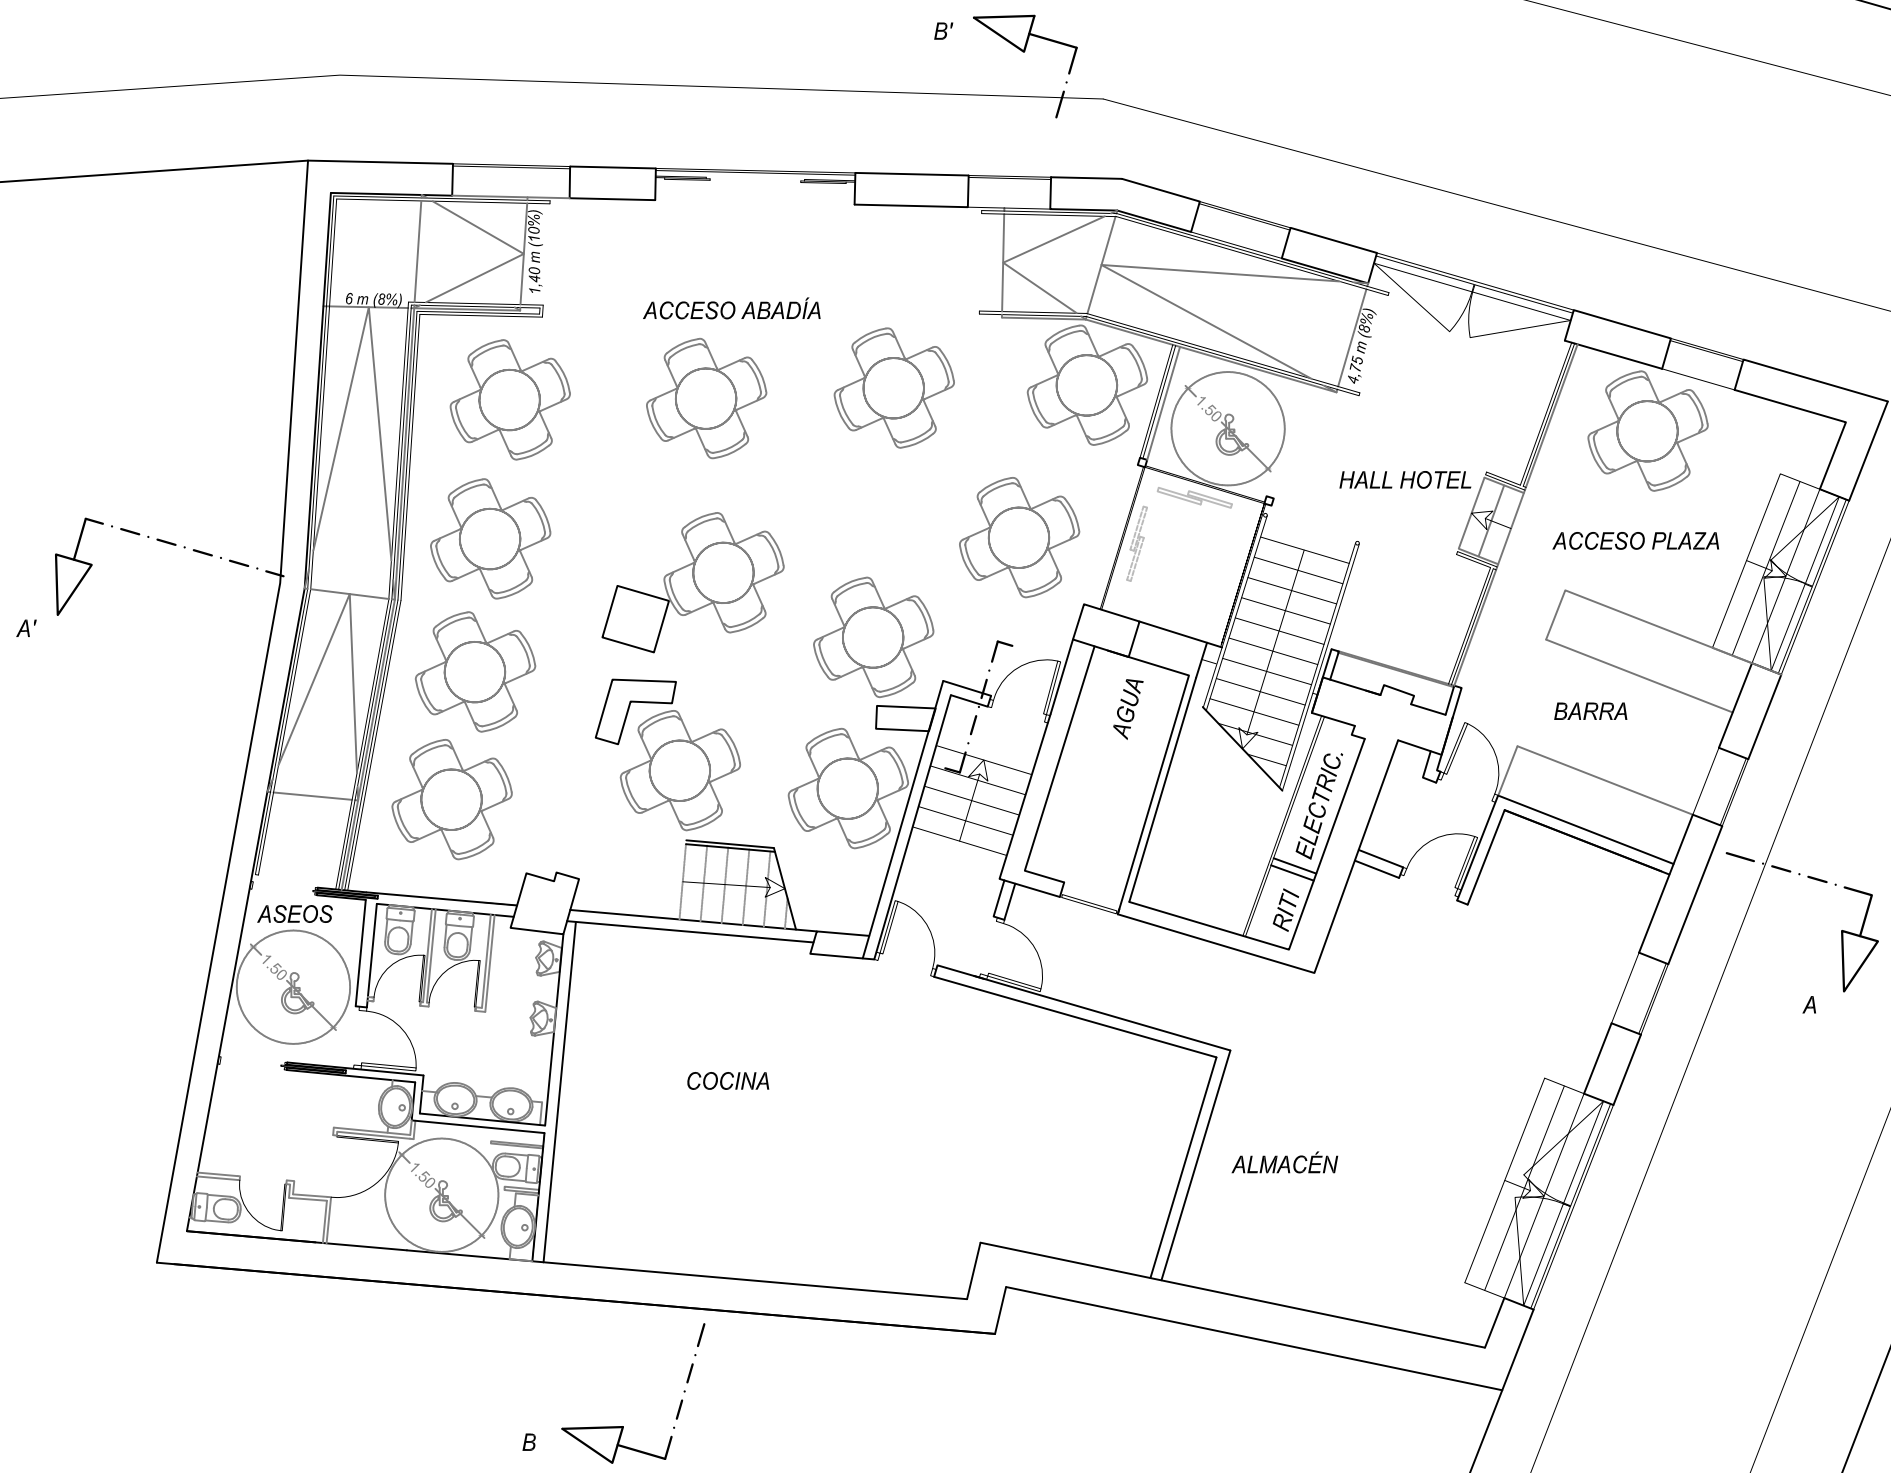 B'
1,40 m (10%)
6 m (8%)
ACCESO ABADÍA
4,75 m (8%)
1.50
HALL HOTEL
ACCESO PLAZA
A'
AGUA
BARRA
ELECTRIC.
RITI
ASEOS
1.50
A
COCINA
ALMACÉN
1.50
B